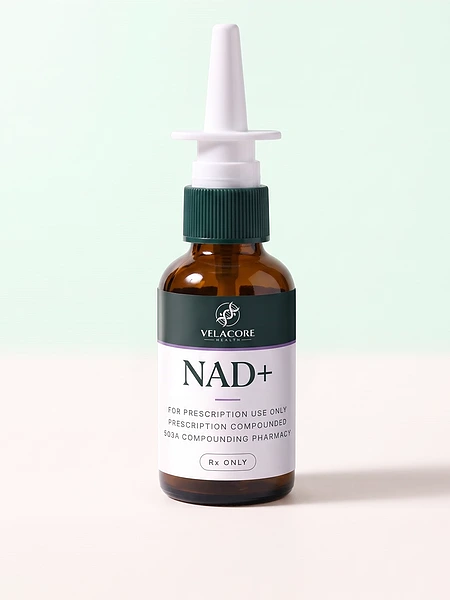 VELACORE
HEALTH
NAD+
FOR PRESCRIPTION USE ONLY
PRESCRIPTION COMPOUNDED
503A COMPOUNDING PHARMACY
Rx ONLY